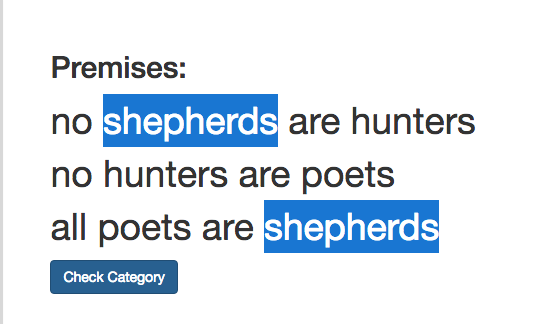 Premises:
no shepherds are hunters
no hunters are poets
all poets are shepherds
Check Category